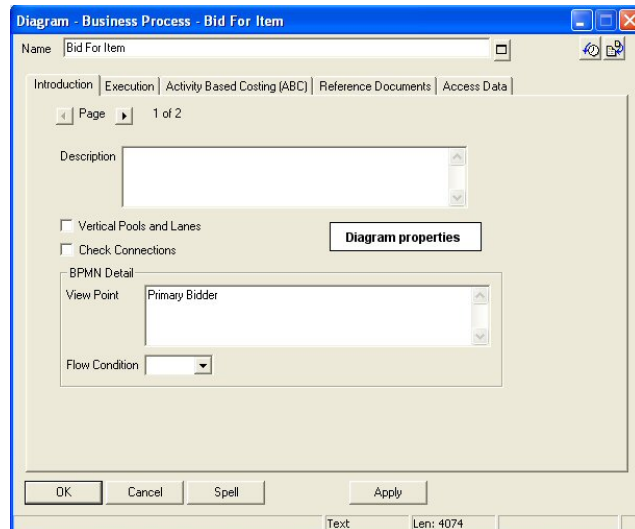 Diagram - Business Process - Bid For Item
Name Bid For Item
Introduction Execution Activity Based Costing (ABC) Reference Documents Access Data
Page 1 of 2
Description
Vertical Pools and Lanes
Diagram properties
Check Connections
BPMN Detail
View Point Primary Bidder
Flow Condition
OK Cancel Spell Apply
Text Len: 4074